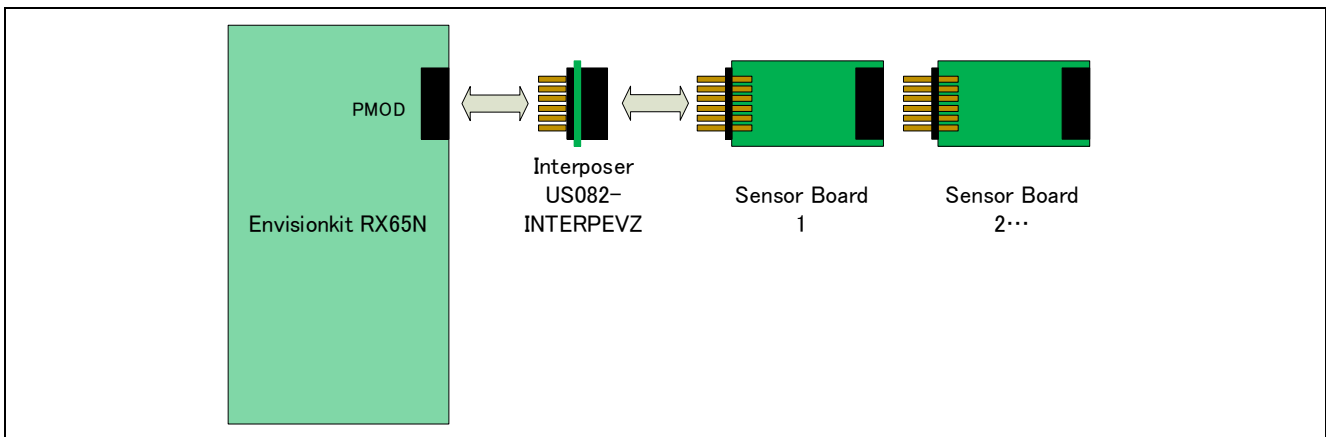 PMOD
Envisionkit RX65N
Interposer
US082-
INTERPEVZ
Sensor Board
1
Sensor Board
2…